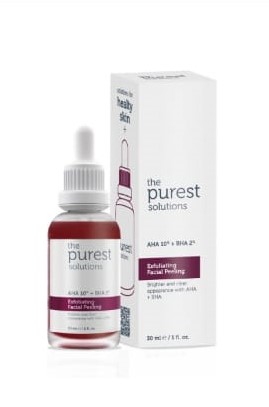 solutions for
healty
skin
+
the
purest
solutions
AHA 10% + BHA 2%
Exfoliating
Facial Peeling
Brighter and clear
appearance with AHA
+ BHA
30 ml / 1 fl. oz.
the
purest
solutions
AHA 10% + BHA 2%
Exfoliating
Facial Peeling